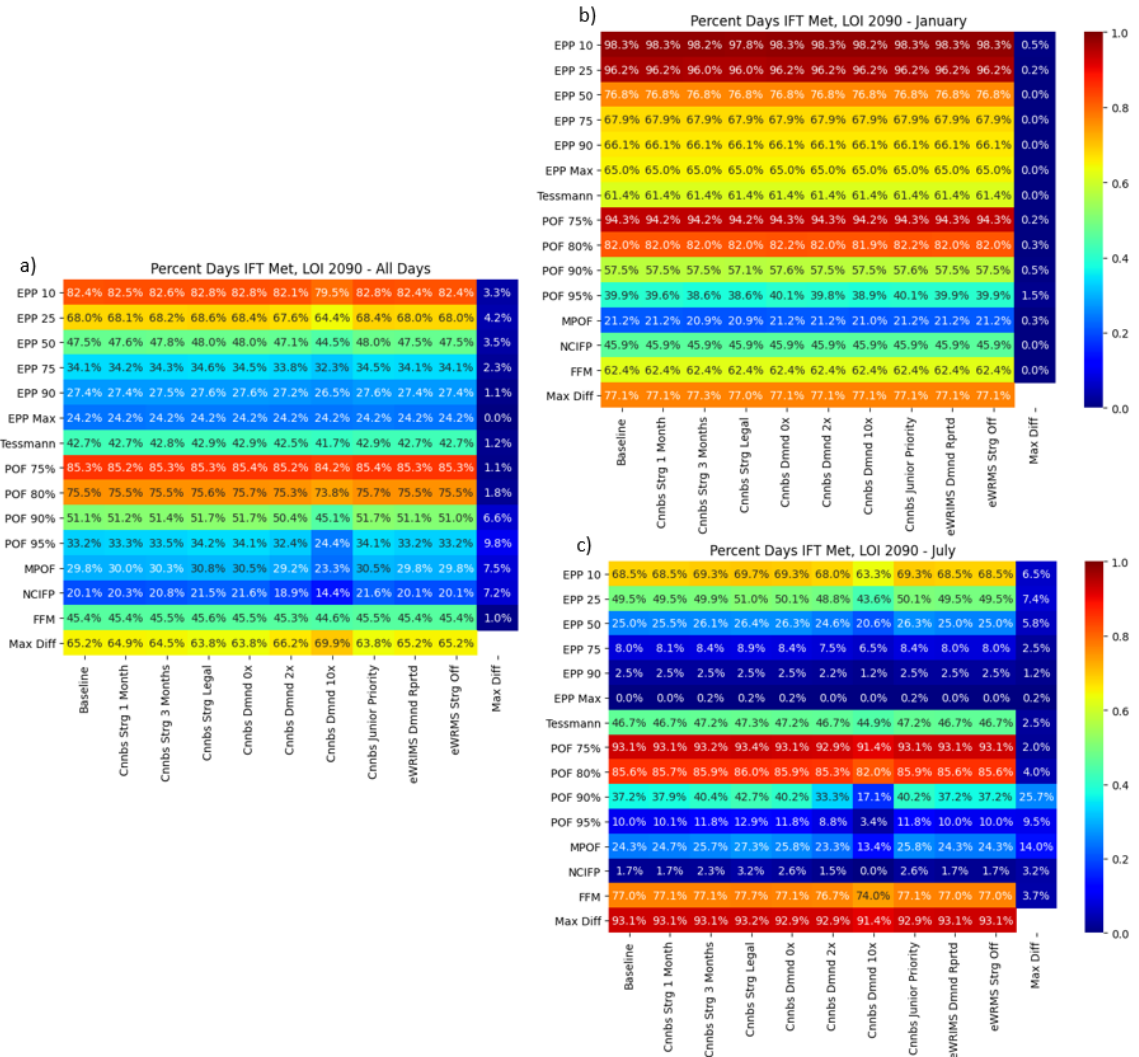 a)
Percent Days IFT Met, LOI 2090 - All Days
EPP 10 82.4% 82.5% 82.6% 82.8% 82.8% 82.1% 79.5% 82.8% 82.4% 82.4% 3.3%
EPP 25 68.0% 68.1% 68.2% 68.6% 68.4% 67.6% 64.4% 68.4% 68.0% 68.0% 4.2%
EPP 50 47.5% 47.6% 47.8% 48.0% 48.0% 47.1% 44.5% 48.0% 47.5% 47.5% 3.5%
EPP 75 34.1% 34.2% 34.3% 34.6% 34.5% 33.8% 32.3% 34.5% 34.1% 34.1% 2.3%
EPP 90 27.4% 27.4% 27.5% 27.6% 27.6% 27.2% 26.5% 27.6% 27.4% 27.4% 1.1%
EPP Max 24.2% 24.2% 24.2% 24.2% 24.2% 24.2% 24.2% 24.2% 24.2% 24.2% 0.0%
Tessmann 42.7% 42.7% 42.8% 42.9% 42.9% 42.5% 41.7% 42.9% 42.7% 42.7% 1.2%
POF 75% 85.3% 85.2% 85.3% 85.3% 85.4% 85.2% 84.2% 85.4% 85.3% 85.3% 1.1%
POF 80% 75.5% 75.5% 75.5% 75.6% 75.7% 75.3% 73.8% 75.7% 75.5% 75.5% 1.8%
POF 90% 51.1% 51.2% 51.4% 51.7% 51.7% 50.4% 45.1% 51.7% 51.1% 51.0% 6.6%
POF 95% 33.2% 33.3% 33.5% 34.2% 34.1% 32.4% 24.4% 34.1% 33.2% 33.2% 9.8%
MPOF 29.8% 30.0% 30.3% 30.8% 30.5% 29.2% 23.3% 30.5% 29.8% 29.8% 7.5%
NCIFP 20.1% 20.3% 20.8% 21.5% 21.6% 18.9% 14.4% 21.6% 20.1% 20.1% 7.2%
FFM 45.4% 45.4% 45.5% 45.6% 45.5% 45.3% 44.6% 45.5% 45.4% 45.4% 1.0%
Max Diff 65.2% 64.9% 64.5% 63.8% 63.8% 66.2% 69.9% 63.8% 65.2% 65.2%
Baseline
Cnnbs Strg 1 Month
Cnnbs Strg 3 Months
Cnnbs Strg Legal
Cnnbs Dmnd 0x
Cnnbs Dmnd 2x
Cnnbs Dmnd 10x
Cnnbs Junior Priority
eWRIMS Dmnd Rprtd
eWRMS Strg Off
Max Diff
b)
Percent Days IFT Met, LOI 2090 - January
EPP 10 98.3% 98.3% 98.2% 97.8% 98.3% 98.3% 98.2% 98.3% 98.3% 98.3% 0.5%
EPP 25 96.2% 96.2% 96.0% 96.0% 96.2% 96.2% 96.2% 96.2% 96.2% 96.2% 0.2%
EPP 50 76.8% 76.8% 76.8% 76.8% 76.8% 76.8% 76.8% 76.8% 76.8% 76.8% 0.0%
EPP 75 67.9% 67.9% 67.9% 67.9% 67.9% 67.9% 67.9% 67.9% 67.9% 67.9% 0.0%
EPP 90 66.1% 66.1% 66.1% 66.1% 66.1% 66.1% 66.1% 66.1% 66.1% 66.1% 0.0%
EPP Max 65.0% 65.0% 65.0% 65.0% 65.0% 65.0% 65.0% 65.0% 65.0% 65.0% 0.0%
Tessmann 61.4% 61.4% 61.4% 61.4% 61.4% 61.4% 61.4% 61.4% 61.4% 61.4% 0.0%
POF 75% 94.3% 94.2% 94.2% 94.2% 94.3% 94.3% 94.2% 94.3% 94.3% 94.3% 0.2%
POF 80% 82.0% 82.0% 82.0% 82.0% 82.2% 82.0% 81.9% 82.2% 82.0% 82.0% 0.3%
POF 90% 57.5% 57.5% 57.5% 57.1% 57.6% 57.5% 57.5% 57.6% 57.5% 57.5% 0.5%
POF 95% 39.9% 39.6% 38.6% 38.6% 40.1% 39.8% 38.9% 40.1% 39.9% 39.9% 1.5%
MPOF 21.2% 21.2% 20.9% 20.9% 21.2% 21.2% 21.0% 21.2% 21.2% 21.2% 0.3%
NCIFP 45.9% 45.9% 45.9% 45.9% 45.9% 45.9% 45.9% 45.9% 45.9% 45.9% 0.0%
FFM 62.4% 62.4% 62.4% 62.4% 62.4% 62.4% 62.4% 62.4% 62.4% 62.4% 0.0%
Max Diff 77.1% 77.1% 77.3% 77.0% 77.1% 77.1% 77.1% 77.1% 77.1% 77.1%
Baseline
Cnnbs Strg 1 Month
Cnnbs Strg 3 Months
Cnnbs Strg Legal
Cnnbs Dmnd 0x
Cnnbs Dmnd 2x
Cnnbs Dmnd 10x
Cnnbs Junior Priority
eWRIMS Dmnd Rprtd
eWRMS Strg Off
Max Diff
1.0
0.8
0.6
0.4
0.2
0.0
c)
Percent Days IFT Met, LOI 2090 - July
EPP 10 68.5% 68.5% 69.3% 69.7% 69.3% 68.0% 63.3% 69.3% 68.5% 68.5% 6.5%
EPP 25 49.5% 49.5% 49.9% 51.0% 50.1% 48.8% 43.6% 50.1% 49.5% 49.5% 7.4%
EPP 50 25.0% 25.5% 26.1% 26.4% 26.3% 24.6% 20.6% 26.3% 25.0% 25.0% 5.8%
EPP 75 8.0% 8.1% 8.4% 8.9% 8.4% 7.5% 6.5% 8.4% 8.0% 8.0% 2.5%
EPP 90 2.5% 2.5% 2.5% 2.5% 2.5% 2.2% 1.2% 2.5% 2.5% 2.5% 1.2%
EPP Max 0.0% 0.0% 0.2% 0.2% 0.2% 0.0% 0.0% 0.2% 0.0% 0.0% 0.2%
Tessmann 46.7% 46.7% 47.2% 47.3% 47.2% 46.7% 44.9% 47.2% 46.7% 46.7% 2.5%
POF 75% 93.1% 93.1% 93.2% 93.4% 93.1% 92.9% 91.4% 93.1% 93.1% 93.1% 2.0%
POF 80% 85.6% 85.7% 85.9% 86.0% 85.9% 85.3% 82.0% 85.9% 85.6% 85.6% 4.0%
POF 90% 37.2% 37.9% 40.4% 42.7% 40.2% 33.3% 17.1% 40.2% 37.2% 37.2% 25.7%
POF 95% 10.0% 10.1% 11.8% 12.9% 11.8% 8.8% 3.4% 11.8% 10.0% 10.0% 9.5%
MPOF 24.3% 24.7% 25.7% 27.3% 25.8% 23.3% 13.4% 25.8% 24.3% 24.3% 14.0%
NCIFP 1.7% 1.7% 2.3% 3.2% 2.6% 1.5% 0.0% 2.6% 1.7% 1.7% 3.2%
FFM 77.0% 77.1% 77.1% 77.7% 77.1% 76.7% 74.0% 77.1% 77.0% 77.0% 3.7%
Max Diff 93.1% 93.1% 93.1% 93.2% 92.9% 92.9% 91.4% 92.9% 93.1% 93.1%
Baseline
Cnnbs Strg 1 Month
Cnnbs Strg 3 Months
Cnnbs Strg Legal
Cnnbs Dmnd 0x
Cnnbs Dmnd 2x
Cnnbs Dmnd 10x
Cnnbs Junior Priority
eWRIMS Dmnd Rprtd
eWRMS Strg Off
Max Diff
1.0
0.8
0.6
0.4
0.2
0.0